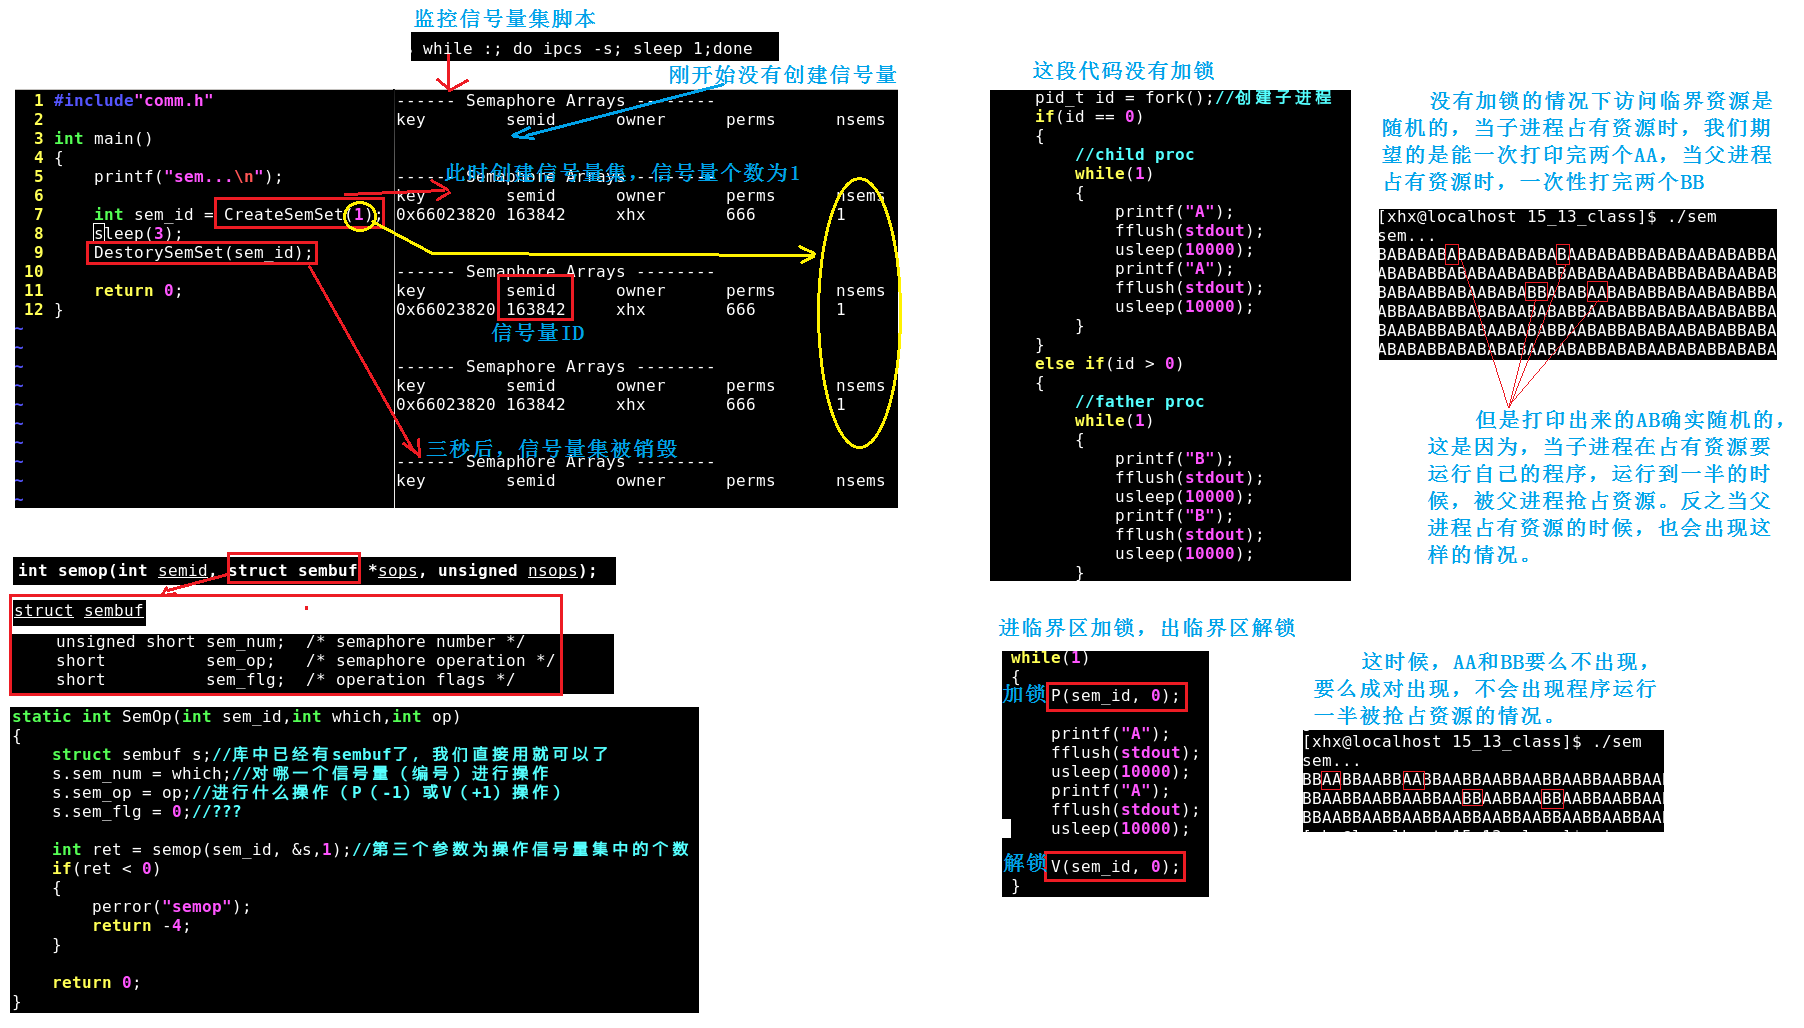 监控信号量集脚本
while :; do ipcs -s; sleep 1;done
刚开始没有创建信号量
1 #include"comm.h"
2
3 int main()
4 {
5     printf("sem...\n");
6
7     int sem_id = CreateSemSet(1);
8     sleep(3);
9     DestorySemSet(sem_id);
10
11     return 0;
12 }
~
~
~
~
~
~
~
~
~
~
------ Semaphore Arrays --------
key        semid      owner      perms      nsems
此时创建信号量集，信号量个数为1
------ Semaphore Arrays --------
key        semid      owner      perms      nsems
0x66023820 163842     xhx        666        1
------ Semaphore Arrays --------
key        semid      owner      perms      nsems
0x66023820 163842     xhx        666        1
信号量ID
------ Semaphore Arrays --------
key        semid      owner      perms      nsems
0x66023820 163842     xhx        666        1
三秒后，信号量集被销毁
------ Semaphore Arrays --------
key        semid      owner      perms      nsems
int semop(int semid, struct sembuf *sops, unsigned nsops);
struct sembuf
unsigned short sem_num;  /* semaphore number */
short          sem_op;   /* semaphore operation */
short          sem_flg;  /* operation flags */
static int SemOp(int sem_id,int which,int op)
{
    struct sembuf s;//库中已经有sembuf了，我们直接用就可以了
    s.sem_num = which;//对哪一个信号量（编号）进行操作
    s.sem_op = op;//进行什么操作（P（-1）或V（+1）操作）
    s.sem_flg = 0;//???
    int ret = semop(sem_id, &s,1);//第三个参数为操作信号量集中的个数
    if(ret < 0)
    {
        perror("semop");
        return -4;
    }
    return 0;
}
这段代码没有加锁
pid_t id = fork();//创建子进程
if(id == 0)
{
    //child proc
    while(1)
    {
        printf("A");
        fflush(stdout);
        usleep(10000);
        printf("A");
        fflush(stdout);
        usleep(10000);
    }
}
else if(id > 0)
{
    //father proc
    while(1)
    {
        printf("B");
        fflush(stdout);
        usleep(10000);
        printf("B");
        fflush(stdout);
        usleep(10000);
    }
没有加锁的情况下访问临界资源是
随机的，当子进程占有资源时，我们期
望的是能一次打印完两个AA，当父进程
占有资源时，一次性打完两个BB
[xhx@localhost 15_13_class]$ ./sem
sem...
BABABABABABABABABABAABABABBABABAABABABBA
ABABABBABABAABABABBABABAABABABBABABAABAB
BABAABBABABAABABABBABABAABABABBABABAABABABBA
ABBAABABBABABAABABABBAABABBABABAABABABBA
BAABABBABABAABABABBAABABBABABAABABABBABA
ABABABBABABABABAABABABBABABAABABABBABABA
但是打印出来的AB确实随机的，
这是因为，当子进程在占有资源要
运行自己的程序，运行到一半的时
候，被父进程抢占资源。反之当父
进程占有资源的时候，也会出现这
样的情况。
进临界区加锁，出临界区解锁
while(1)
{
加锁 P(sem_id, 0);
    printf("A");
    fflush(stdout);
    usleep(10000);
    printf("A");
    fflush(stdout);
    usleep(10000);
解锁 V(sem_id, 0);
}
这时候，AA和BB要么不出现，
要么成对出现，不会出现程序运行
一半被抢占资源的情况。
[xhx@localhost 15_13_class]$ ./sem
sem...
BBAABBAABBAABBAABBAABBAABBAABBAABBAA
BBAABBAABBAABBAABBAABBAABBAABBAABBAA
BBAABBAABBAABBAABBAABBAABBAABBAABBAA